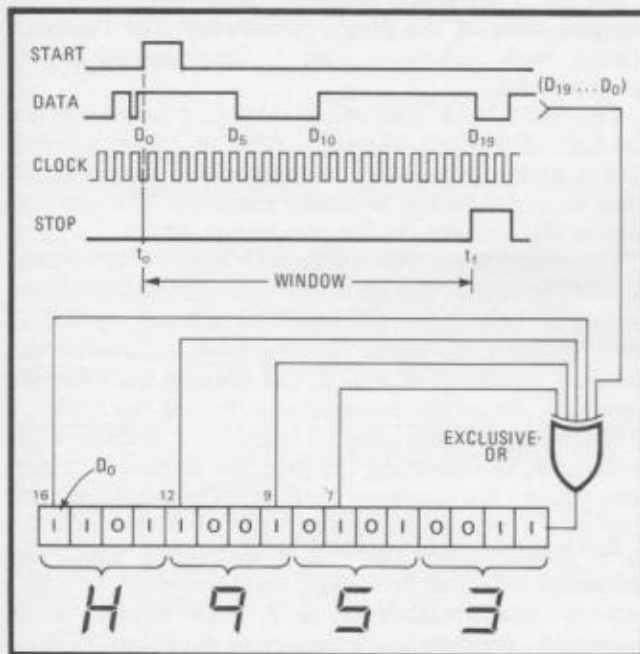 START
DATA
(D19 ... D0)
D0 D5 D10 D19
CLOCK
STOP
t0 tf
WINDOW
EXCLUSIVE-
OR
D0
16 12 9 7
1 1 0 1 1 0 0 1 0 1 0 1 0 0 1 1
H 9 5 3